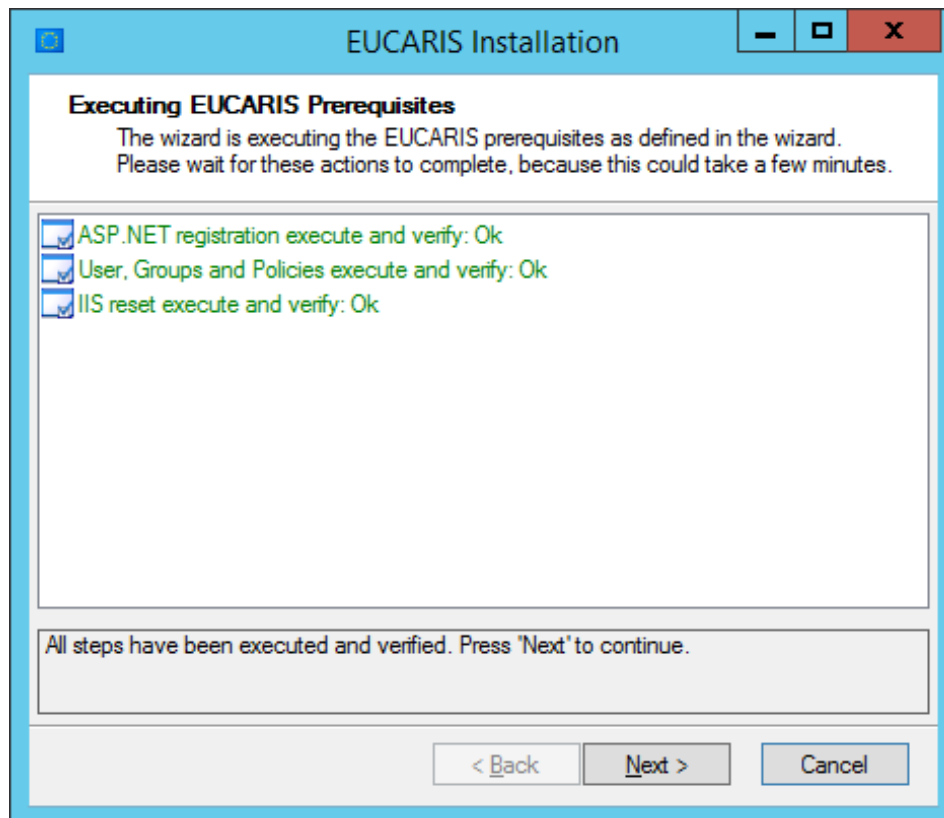 EUCARIS Installation
Executing EUCARIS Prerequisites
The wizard is executing the EUCARIS prerequisites as defined in the wizard.
Please wait for these actions to complete, because this could take a few minutes.
ASP.NET registration execute and verify: Ok
User, Groups and Policies execute and verify: Ok
IIS reset execute and verify: Ok
All steps have been executed and verified. Press 'Next' to continue.
< Back Next > Cancel